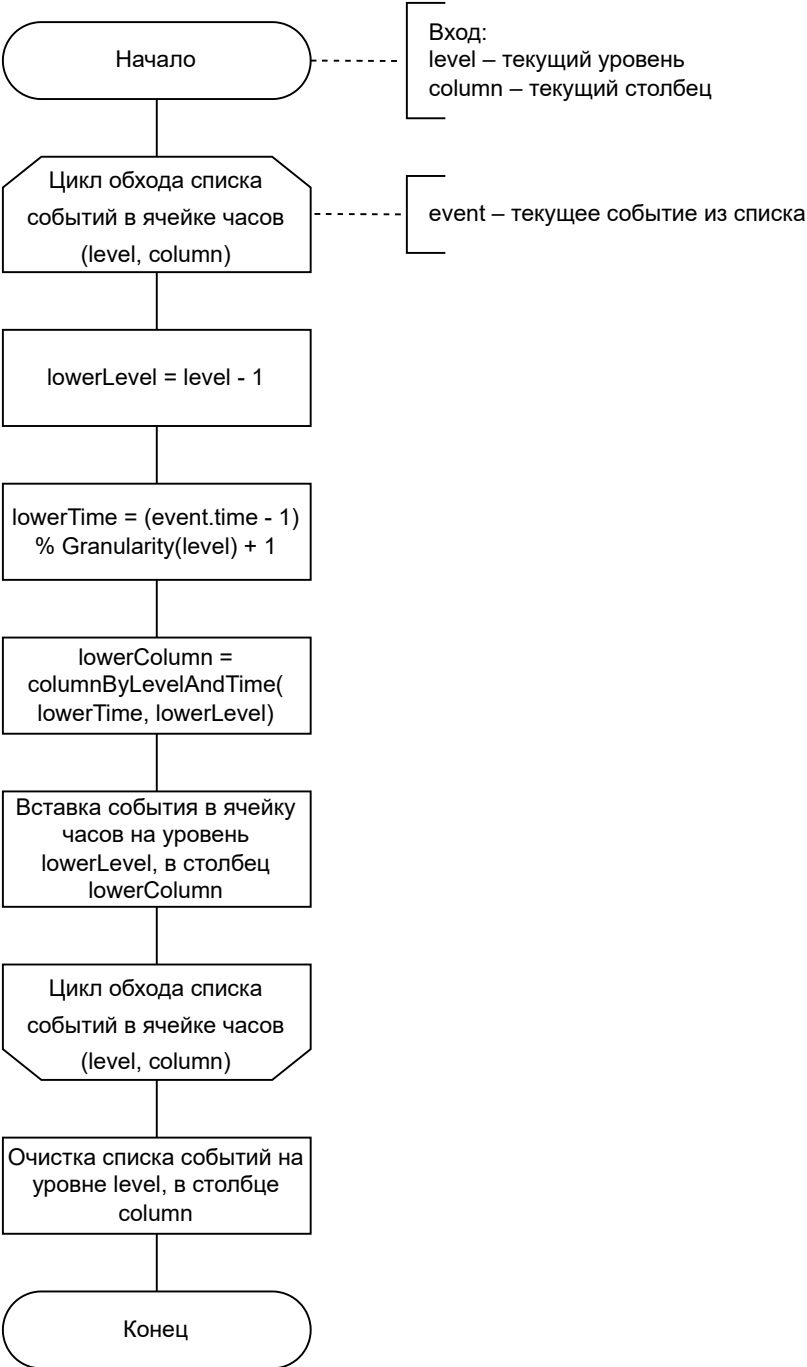 Начало
Вход:
level – текущий уровень
column – текущий столбец
Цикл обхода списка
событий в ячейке часов
(level, column)
event – текущее событие из списка
lowerLevel = level - 1
lowerTime = (event.time - 1)
% Granularity(level) + 1
lowerColumn =
columnByLevelAndTime(
lowerTime, lowerLevel)
Вставка события в ячейку
часов на уровень
lowerLevel, в столбец
lowerColumn
Цикл обхода списка
событий в ячейке часов
(level, column)
Очистка списка событий на
уровне level, в столбце
column
Конец